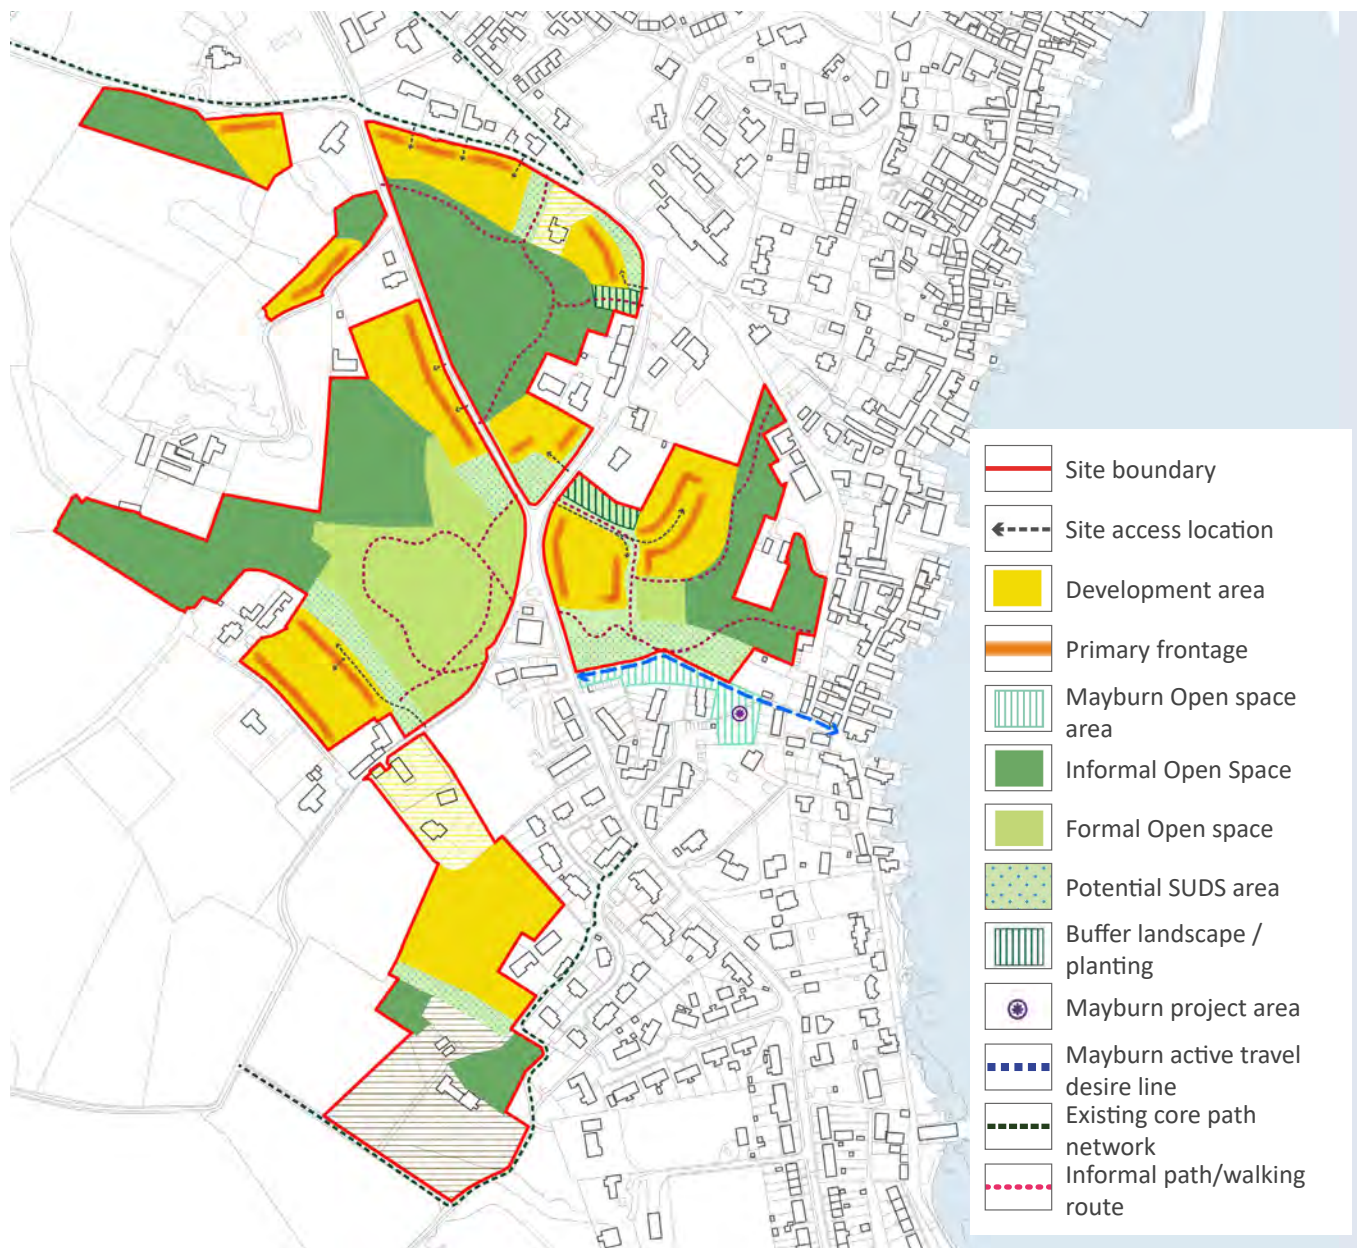 Site boundary
Site access location
Development area
Primary frontage
Mayburn Open space
area
Informal Open Space
Formal Open space
Potential SUDS area
Buffer landscape /
planting
Mayburn project area
Mayburn active travel
desire line
Existing core path
network
Informal path/walking
route